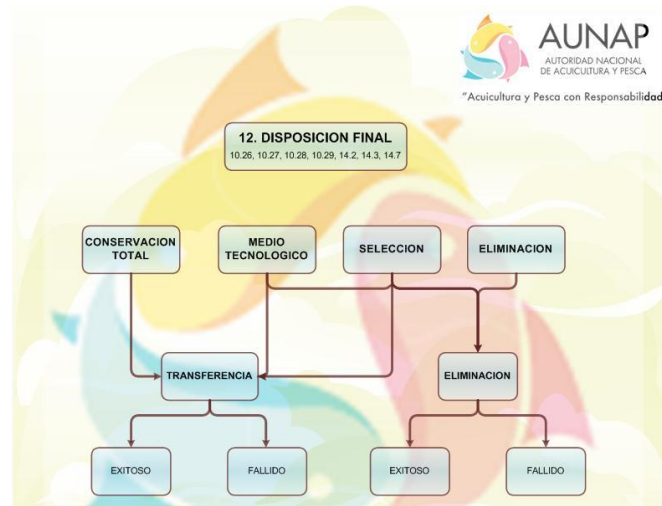 AUNAP
AUTORIDAD NACIONAL
DE ACUICULTURA Y PESCA
"Acuicultura y Pesca con Responsabilidad
12. DISPOSICION FINAL
10.26, 10.27, 10.28, 10.29, 14.2, 14.3, 14.7
CONSERVACION
TOTAL
MEDIO
TECNOLOGICO
SELECCION
ELIMINACION
TRANSFERENCIA
ELIMINACION
EXITOSO
FALLIDO
EXITOSO
FALLIDO